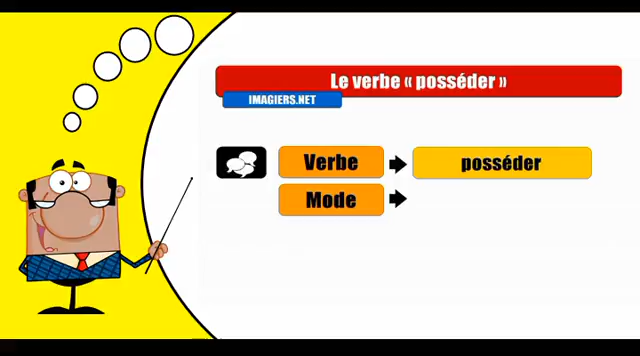 Le verbe « posséder »
IMAGIERS.NET
Verbe posséder
Mode